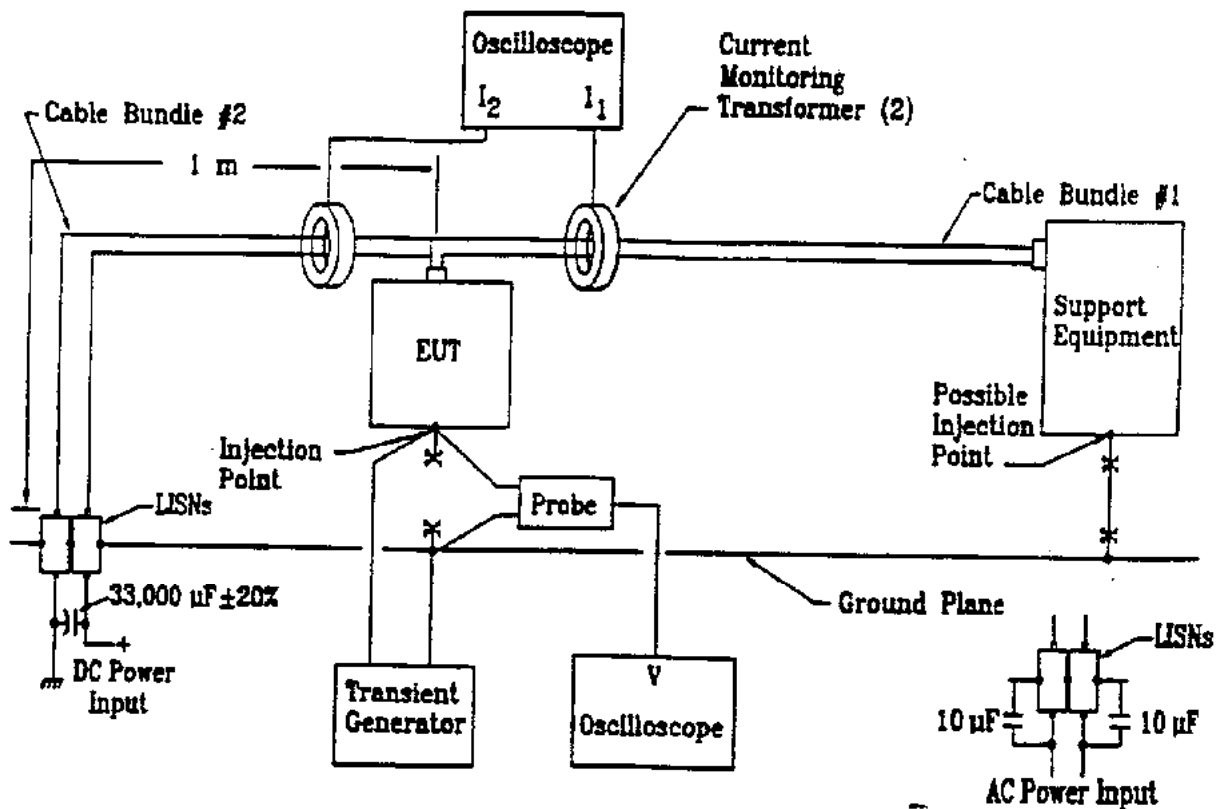 Oscilloscope
I2
I1
Current
Monitoring
Transformer (2)
Cable Bundle #2
1 m
Cable Bundle #1
EUT
Support
Equipment
Injection
Point
Possible
Injection
Point
Probe
LISNs
33,000 µF±20%
Ground Plane
+
DC Power
Input
Transient
Generator
V
Oscilloscope
LISNs
10 µF
10 µF
AC Power Input